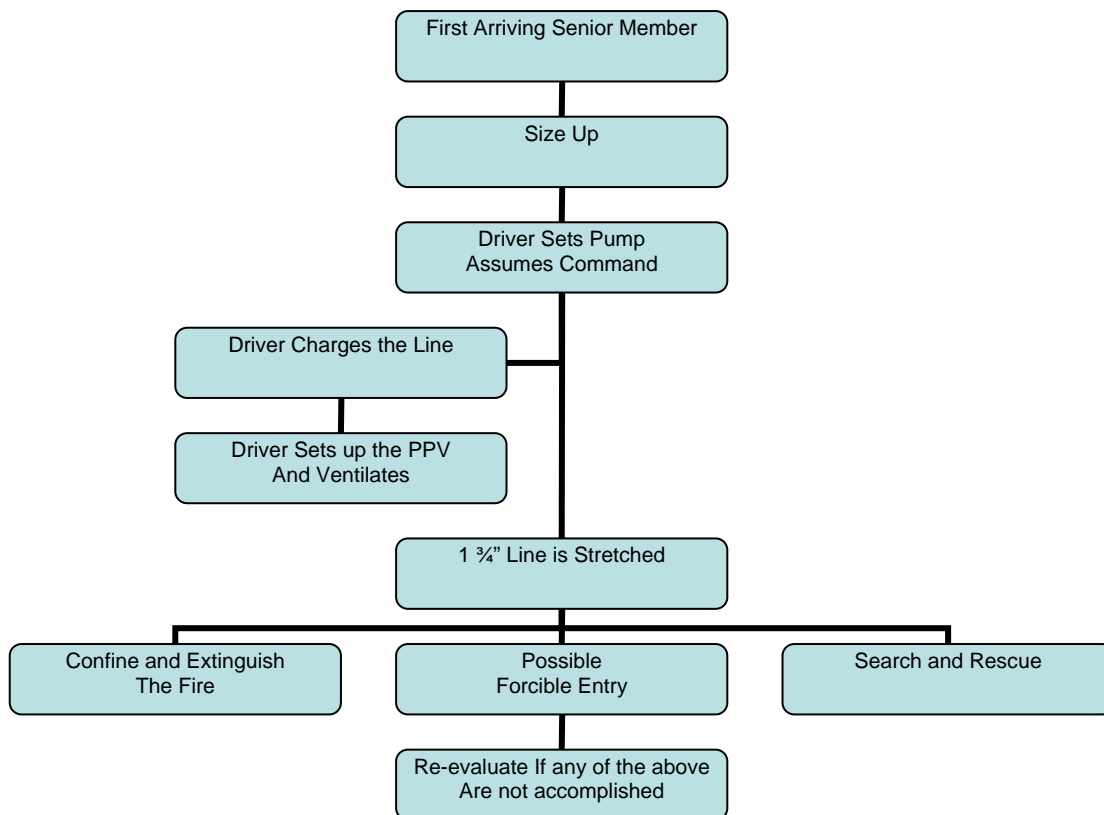 First Arriving Senior Member
Size Up
Driver Sets Pump
Assumes Command
Driver Charges the Line
Driver Sets up the PPV
And Ventilates
1 ¾” Line is Stretched
Confine and Extinguish
The Fire
Possible
Forcible Entry
Search and Rescue
Re-evaluate If any of the above
Are not accomplished